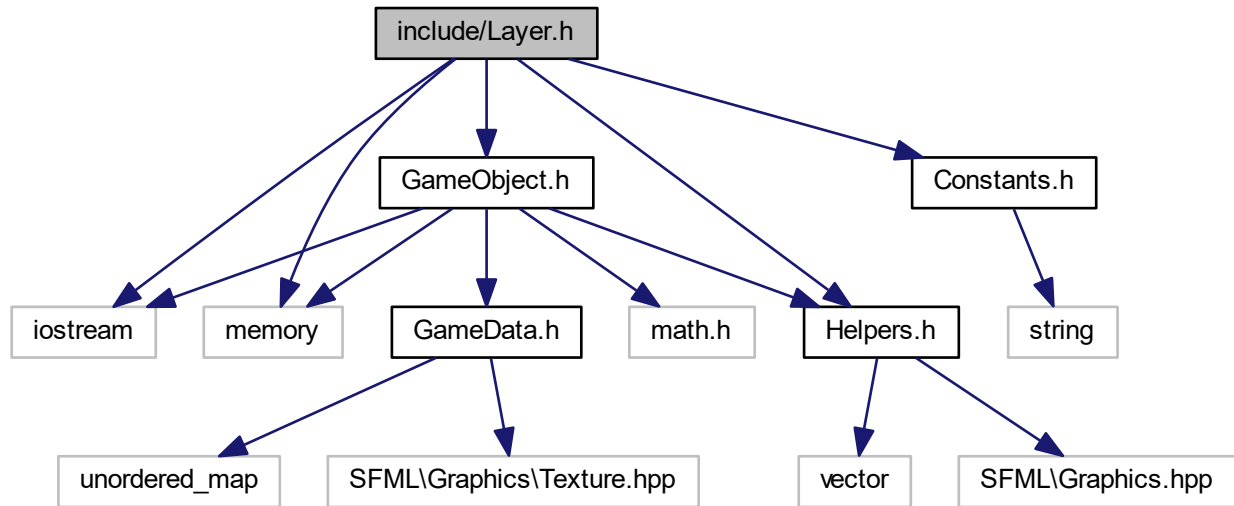 include/Layer.h
GameObject.h
Constants.h
iostream
memory
GameData.h
math.h
Helpers.h
string
unordered_map
SFML\Graphics\Texture.hpp
vector
SFML\Graphics.hpp